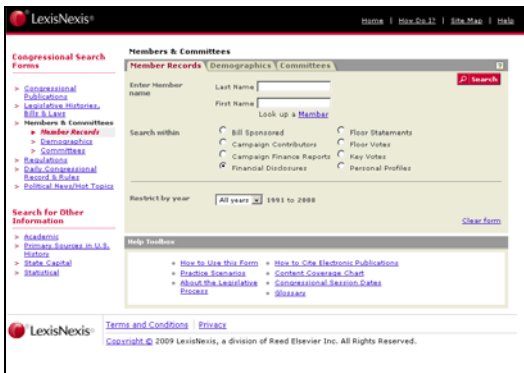 LexisNexis®
Home | How Do I? | Site Map | Help
Congressional Search
Forms
> Congressional
Publications
> Legislative Histories,
Bills & Laws
> Members & Committees
» Member Records
> Demographics
> Committees
> Regulations
> Daily Congressional
Record & Rules
> Political News/Hot Topics
Search for Other
Information
> Academic
> Primary Sources in U.S.
History
> State Capital
> Statistical
Members & Committees
Member Records Demographics Committees
?
Search
Enter Member
name
Last Name
First Name
Look up a Member
Search within
Bill Sponsored
Campaign Contributors
Campaign Finance Reports
Financial Disclosures
Floor Statements
Floor Votes
Key Votes
Personal Profiles
Restrict by year
All years 1991 to 2008
Clear form
Help Toolbox
How to Use this Form
Practice Scenarios
About the Legislative
Process
How to Cite Electronic Publications
Content Coverage Chart
Congressional Session Dates
Glossary
LexisNexis®
Terms and Conditions | Privacy
Copyright © 2009 LexisNexis, a division of Reed Elsevier Inc. All Rights Reserved.